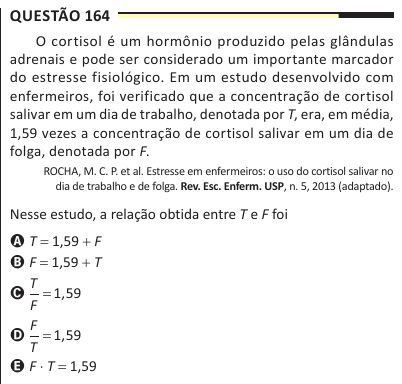 QUESTÃO 164
O cortisol é um hormônio produzido pelas glândulas
adrenais e pode ser considerado um importante marcador
do estresse fisiológico. Em um estudo desenvolvido com
enfermeiros, foi verificado que a concentração de cortisol
salivar em um dia de trabalho, denotada por T, era, em média,
1,59 vezes a concentração de cortisol salivar em um dia de
folga, denotada por F.
ROCHA, M. C. P. et al. Estresse em enfermeiros: o uso do cortisol salivar no
dia de trabalho e de folga. Rev. Esc. Enferm. USP, n. 5, 2013 (adaptado).
Nesse estudo, a relação obtida entre T e F foi
A T = 1,59 + F
B F = 1,59 + T
C T/F = 1,59
D F/T = 1,59
E F · T = 1,59